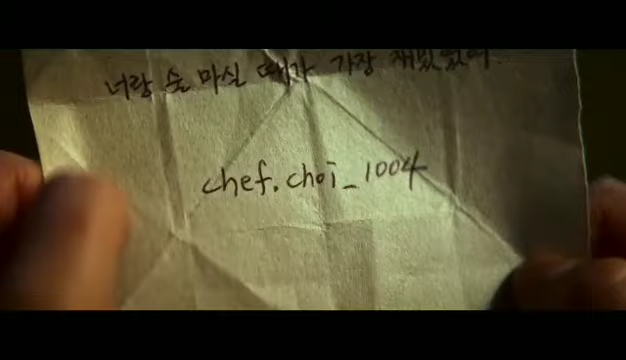 너랑 술 마실 때가 가장 재밌었어.
chef.choi_1004